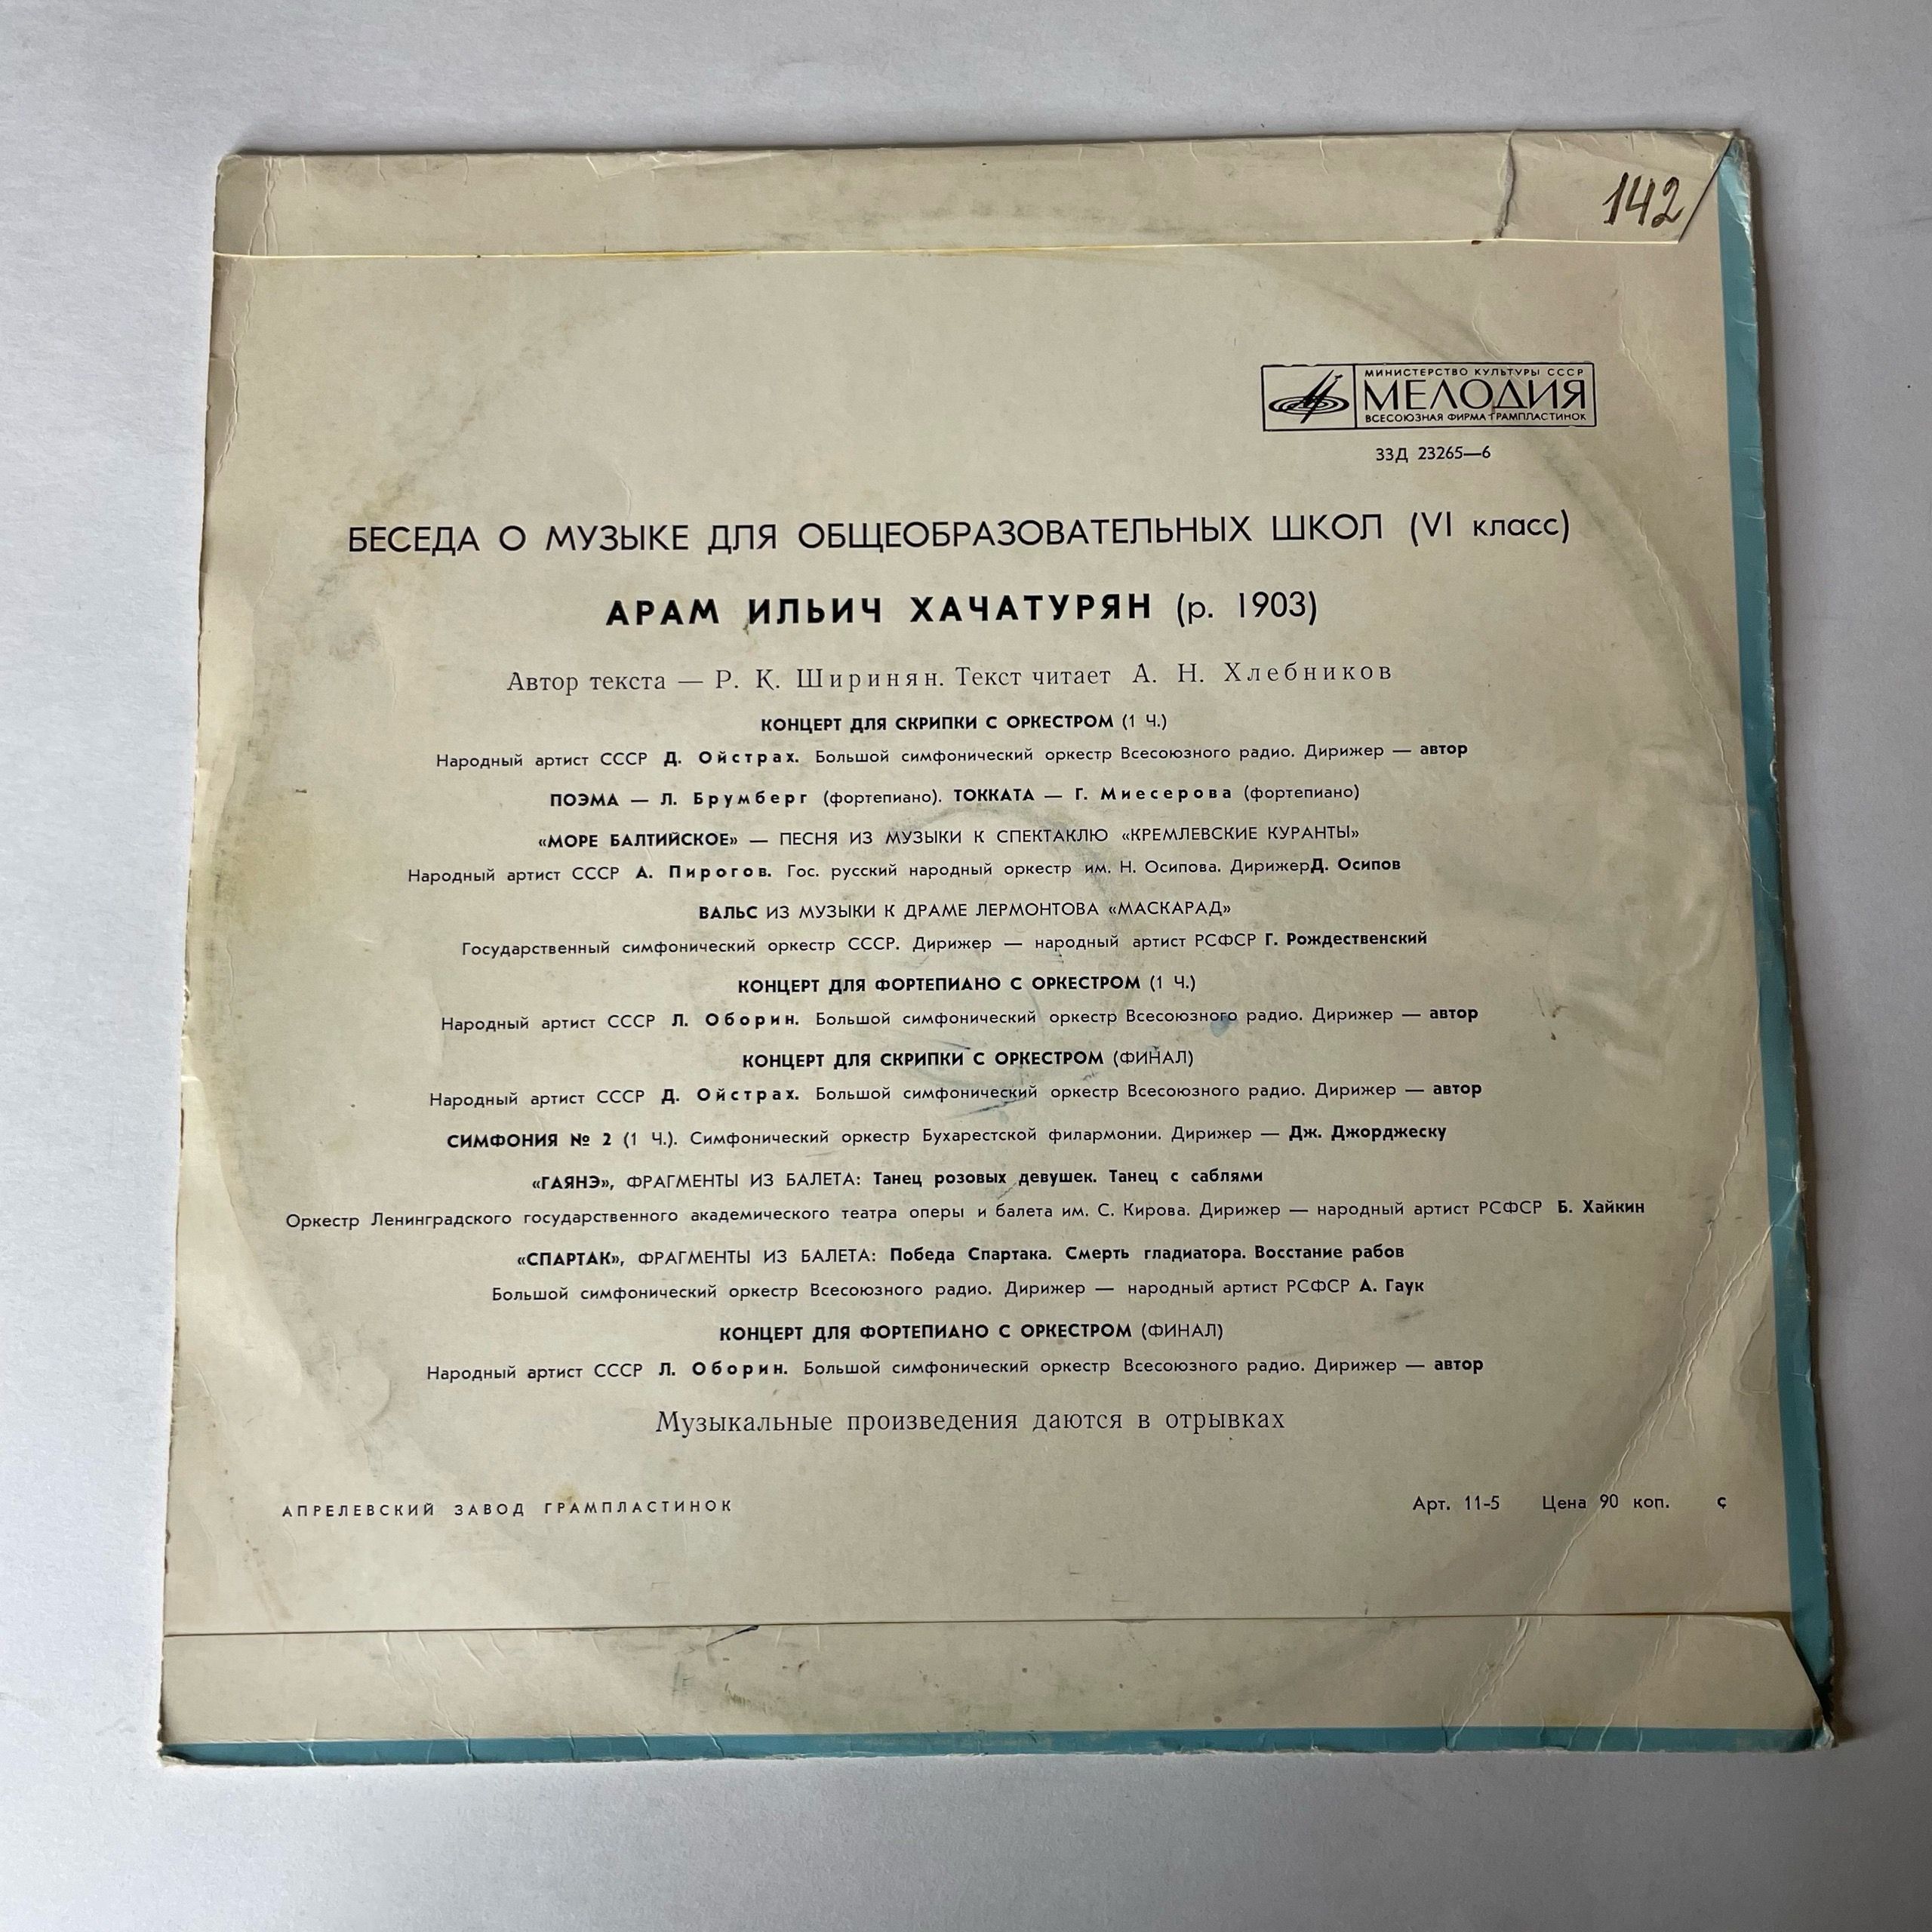 142
МИНИСТЕРСТВО КУЛЬТУРЫ СССР
МЕЛОДИЯ
ВСЕСОЮЗНАЯ ФИРМА ГРАМПЛАСТИНОК
33Д 23265—6
БЕСЕДА О МУЗЫКЕ ДЛЯ ОБЩЕОБРАЗОВАТЕЛЬНЫХ ШКОЛ (VI класс)
АРАМ ИЛЬИЧ ХАЧАТУРЯН (р. 1903)
Автор текста — Р. К. Ширинян. Текст читает А. Н. Хлебников
КОНЦЕРТ ДЛЯ СКРИПКИ С ОРКЕСТРОМ (1 Ч.)
Народный артист СССР Д. Ойстрах. Большой симфонический оркестр Всесоюзного радио. Дирижер — автор
ПОЭМА — Л. Брумберг (фортепиано). ТОККАТА — Г. Миесерова (фортепиано)
«МОРЕ БАЛТИЙСКОЕ» — ПЕСНЯ ИЗ МУЗЫКИ К СПЕКТАКЛЮ «КРЕМЛЕВСКИЕ КУРАНТЫ»
Народный артист СССР А. Пирогов. Гос. русский народный оркестр им. Н. Осипова. ДирижерД. Осипов
ВАЛЬС ИЗ МУЗЫКИ К ДРАМЕ ЛЕРМОНТОВА «МАСКАРАД»
Государственный симфонический оркестр СССР. Дирижер — народный артист РСФСР Г. Рождественский
КОНЦЕРТ ДЛЯ ФОРТЕПИАНО С ОРКЕСТРОМ (1 Ч.)
Народный артист СССР Л. Оборин. Большой симфонический оркестр Всесоюзного радио. Дирижер — автор
КОНЦЕРТ ДЛЯ СКРИПКИ С ОРКЕСТРОМ (ФИНАЛ)
Народный артист СССР Д. Ойстрах. Большой симфонический оркестр Всесоюзного радио. Дирижер — автор
СИМФОНИЯ № 2 (1 Ч.). Симфонический оркестр Бухарестской филармонии. Дирижер — Дж. Джорджеску
«ГАЯНЭ», ФРАГМЕНТЫ ИЗ БАЛЕТА: Танец розовых девушек. Танец с саблями
Оркестр Ленинградского государственного академического театра оперы и балета им. С. Кирова. Дирижер — народный артист РСФСР Б. Хайкин
«СПАРТАК», ФРАГМЕНТЫ ИЗ БАЛЕТА: Победа Спартака. Смерть гладиатора. Восстание рабов
Большой симфонический оркестр Всесоюзного радио. Дирижер — народный артист РСФСР А. Гаук
КОНЦЕРТ ДЛЯ ФОРТЕПИАНО С ОРКЕСТРОМ (ФИНАЛ)
Народный артист СССР Л. Оборин. Большой симфонический оркестр Всесоюзного радио. Дирижер — автор
Музыкальные произведения даются в отрывках
АПРЕЛЕВСКИЙ ЗАВОД ГРАМПЛАСТИНОК
Арт. 11-5 Цена 90 коп. с